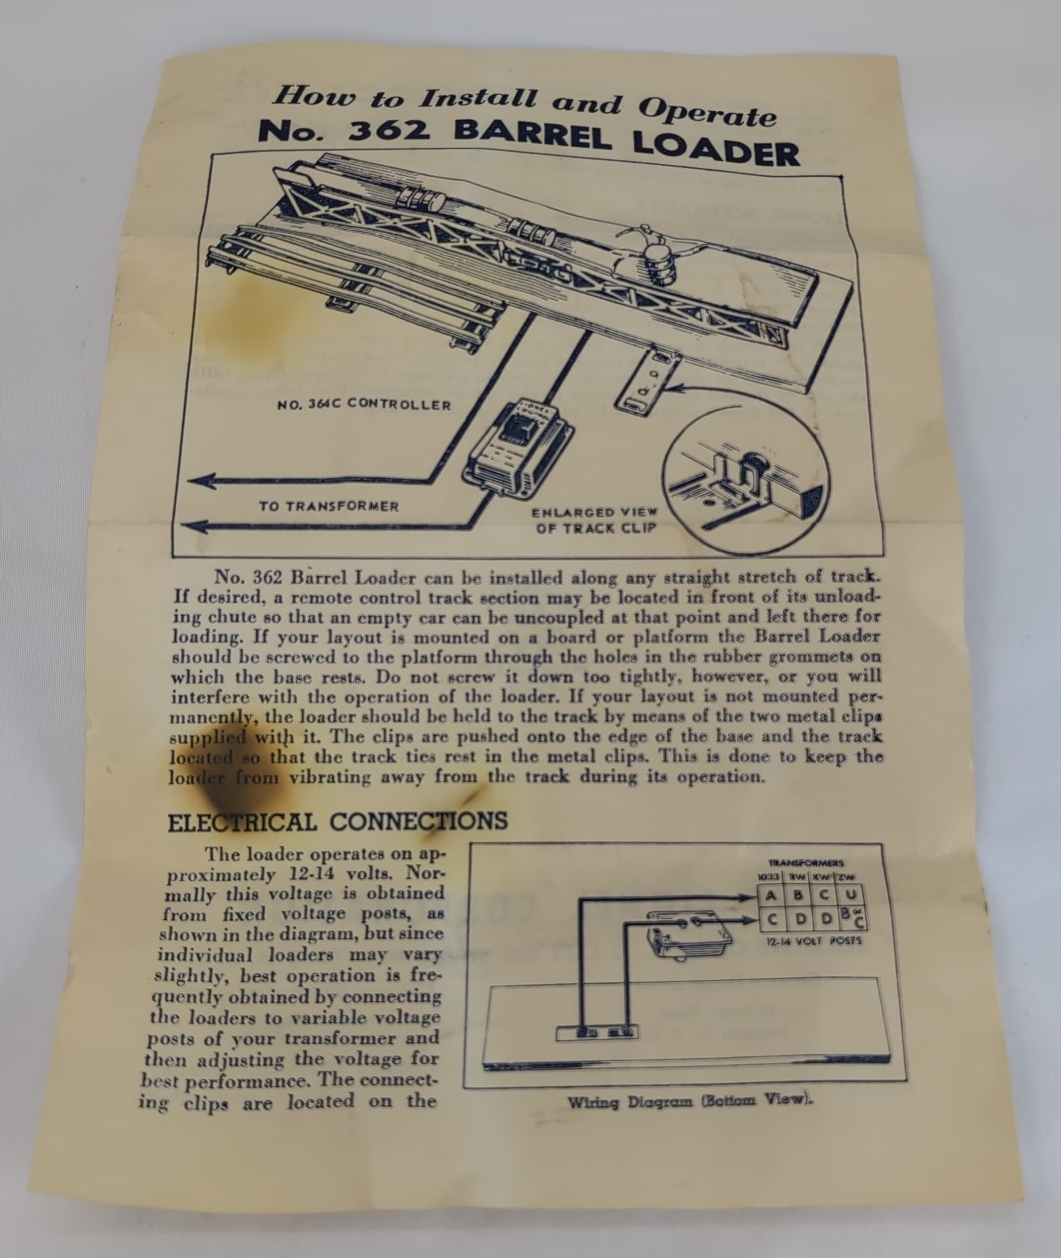 How to Install and Operate
No. 362 BARREL LOADER
NO. 364C CONTROLLER
LIONEL
CONTROL
TO TRANSFORMER
ENLARGED VIEW
OF TRACK CLIP
No. 362 Barrel Loader can be installed along any straight stretch of track.
If desired, a remote control track section may be located in front of its unload-
ing chute so that an empty car can be uncoupled at that point and left there for
loading. If your layout is mounted on a board or platform the Barrel Loader
should be screwed to the platform through the holes in the rubber grommets on
which the base rests. Do not screw it down too tightly, however, or you will
interfere with the operation of the loader. If your layout is not mounted per-
manently, the loader should be held to the track by means of the two metal clips
supplied with it. The clips are pushed onto the edge of the base and the track
located so that the track ties rest in the metal clips. This is done to keep the
loader from vibrating away from the track during its operation.
ELECTRICAL CONNECTIONS
The loader operates on ap-
proximately 12-14 volts. Nor-
mally this voltage is obtained
from fixed voltage posts, as
shown in the diagram, but since
individual loaders may vary
slightly, best operation is fre-
quently obtained by connecting
the loaders to variable voltage
posts of your transformer and
then adjusting the voltage for
best performance. The connect-
ing clips are located on the
TRANSFORMERS
1033 RW KW ZW
A B C U
C D D B or C
12-14 VOLT POSTS
Wiring Diagram (Bottom View).